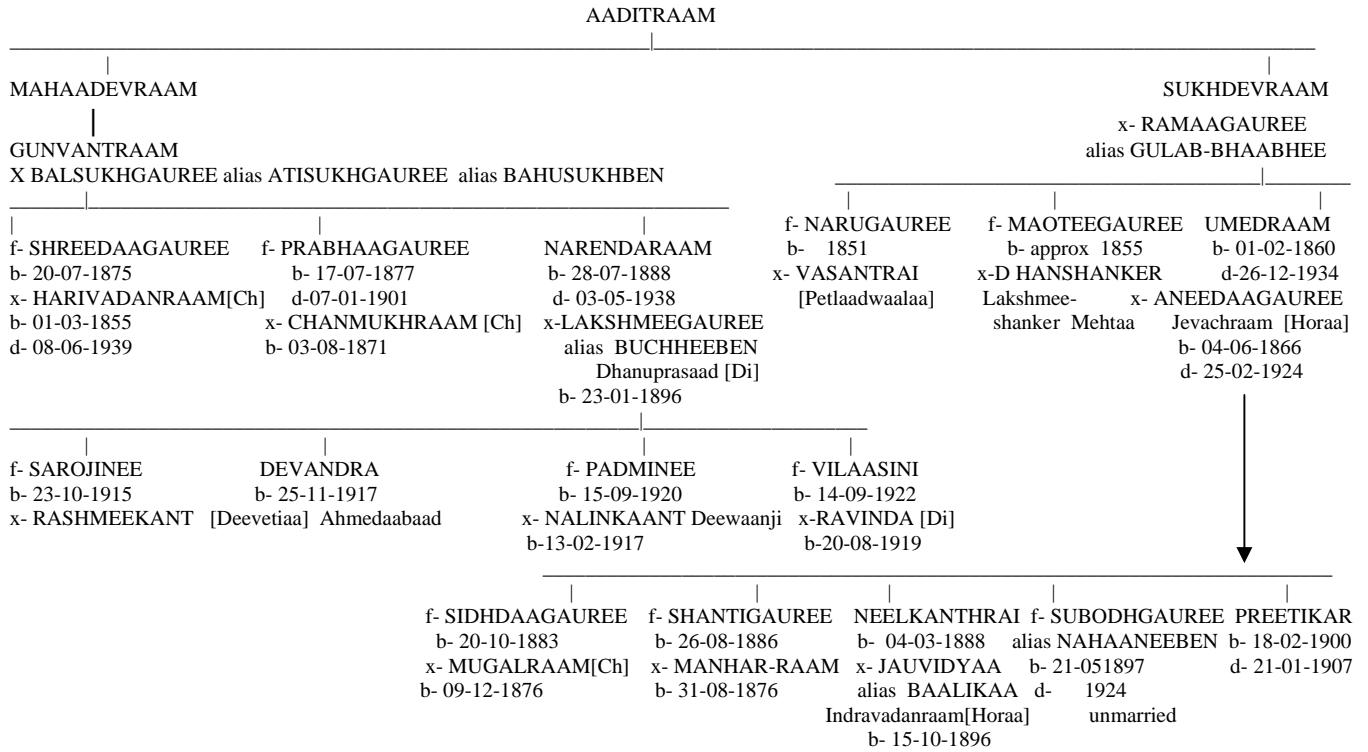 AADITRAAM
MAHAADEVRAAM SUKHDEVRAAM
x- RAMAAGAUREE
GUNVANTRAAM alias GULAB-BHAABHEE
X BALSUKHGAUREE alias ATISUKHGAUREE alias BAHUSUKHBEN
f- SHREEDAAGAUREE f- PRABHAAGAUREE NARENDARAAM f- NARUGAUREE f- MAOTEEGAUREE UMEDRAAM
b- 20-07-1875 b- 17-07-1877 b- 28-07-1888 b- 1851 b- approx 1855 b- 01-02-1860
x- HARIVADANRAAM[Ch] d-07-01-1901 d- 03-05-1938 x- VASANTRAI x-D HANSHANKER d-26-12-1934
b- 01-03-1855 x- CHANMUKHRAAM [Ch] x-LAKSHMEEGAUREE [Petlaadwaalaa] Lakshmee- x- ANEEDAAGAUREE
d- 08-06-1939 b- 03-08-1871 alias BUCHHEEBEN shanker Mehtaa Jevachraam [Horaa]
Dhanuprasaad [Di] b- 04-06-1866
b- 23-01-1896 d- 25-02-1924
f- SAROJINEE DEVANDRA f- PADMINEE f- VILAASINI
b- 23-10-1915 b- 25-11-1917 b- 15-09-1920 b- 14-09-1922
x- RASHMEEKANT [Deevetiaa] Ahmedaabaad x- NALINKAANT Deewaanji x-RAVINDA [Di]
b-13-02-1917 b-20-08-1919
f- SIDHDAAGAUREE f- SHANTIGAUREE NEELKANTHRAI f- SUBODHGAUREE PREETIKAR
b- 20-10-1883 b- 26-08-1886 b- 04-03-1888 alias NAHAANEEBEN b- 18-02-1900
x- MUGALRAAM[Ch] x- MANHAR-RAAM x- JAUVIDYAA b- 21-051897 d- 21-01-1907
b- 09-12-1876 b- 31-08-1876 alias BAALIKAA d- 1924
Indravadanraam[Horaa] unmarried
b- 15-10-1896